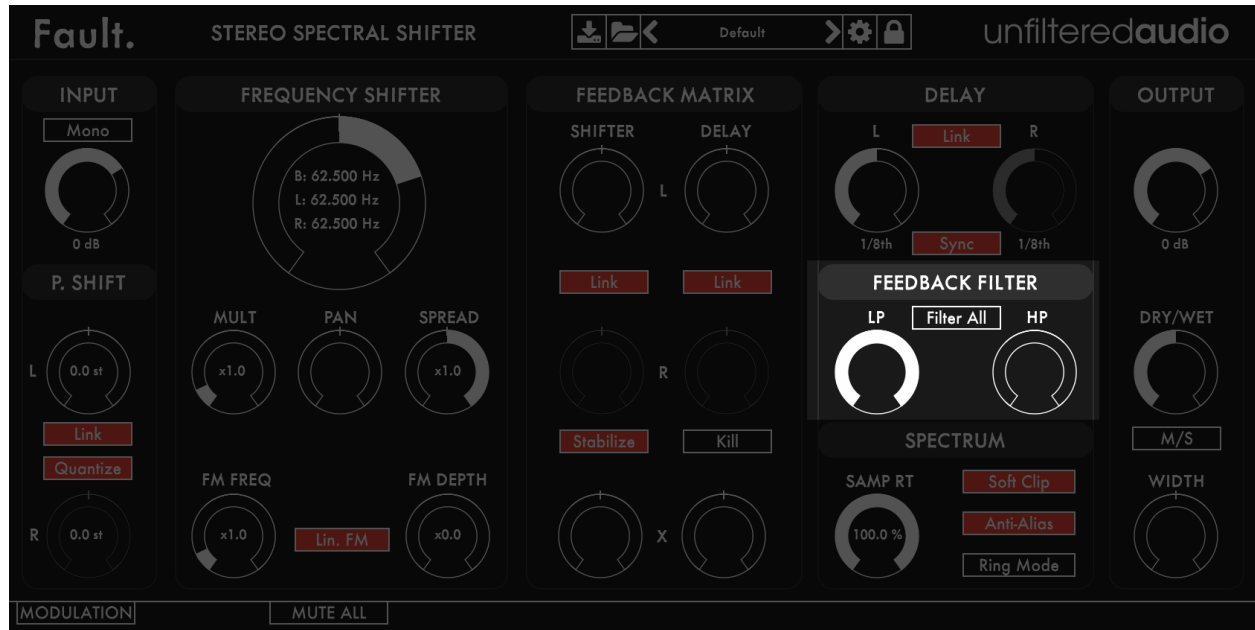 Fault. STEREO SPECTRAL SHIFTER Default unfilteredaudio
INPUT
Mono
0 dB
P. SHIFT
L 0.0 st
Link
Quantize
R 0.0 st
FREQUENCY SHIFTER
B: 62.500 Hz
L: 62.500 Hz
R: 62.500 Hz
MULT PAN SPREAD
x1.0 x1.0
FM FREQ FM DEPTH
x1.0 Lin. FM x0.0
FEEDBACK MATRIX
SHIFTER DELAY
L
Link Link
R
Stabilize Kill
X
DELAY
L Link R
1/8th Sync 1/8th
FEEDBACK FILTER
LP Filter All HP
SPECTRUM
SAMP RT Soft Clip
100.0 % Anti-Alias
Ring Mode
OUTPUT
0 dB
DRY/WET
M/S
WIDTH
MODULATION MUTE ALL